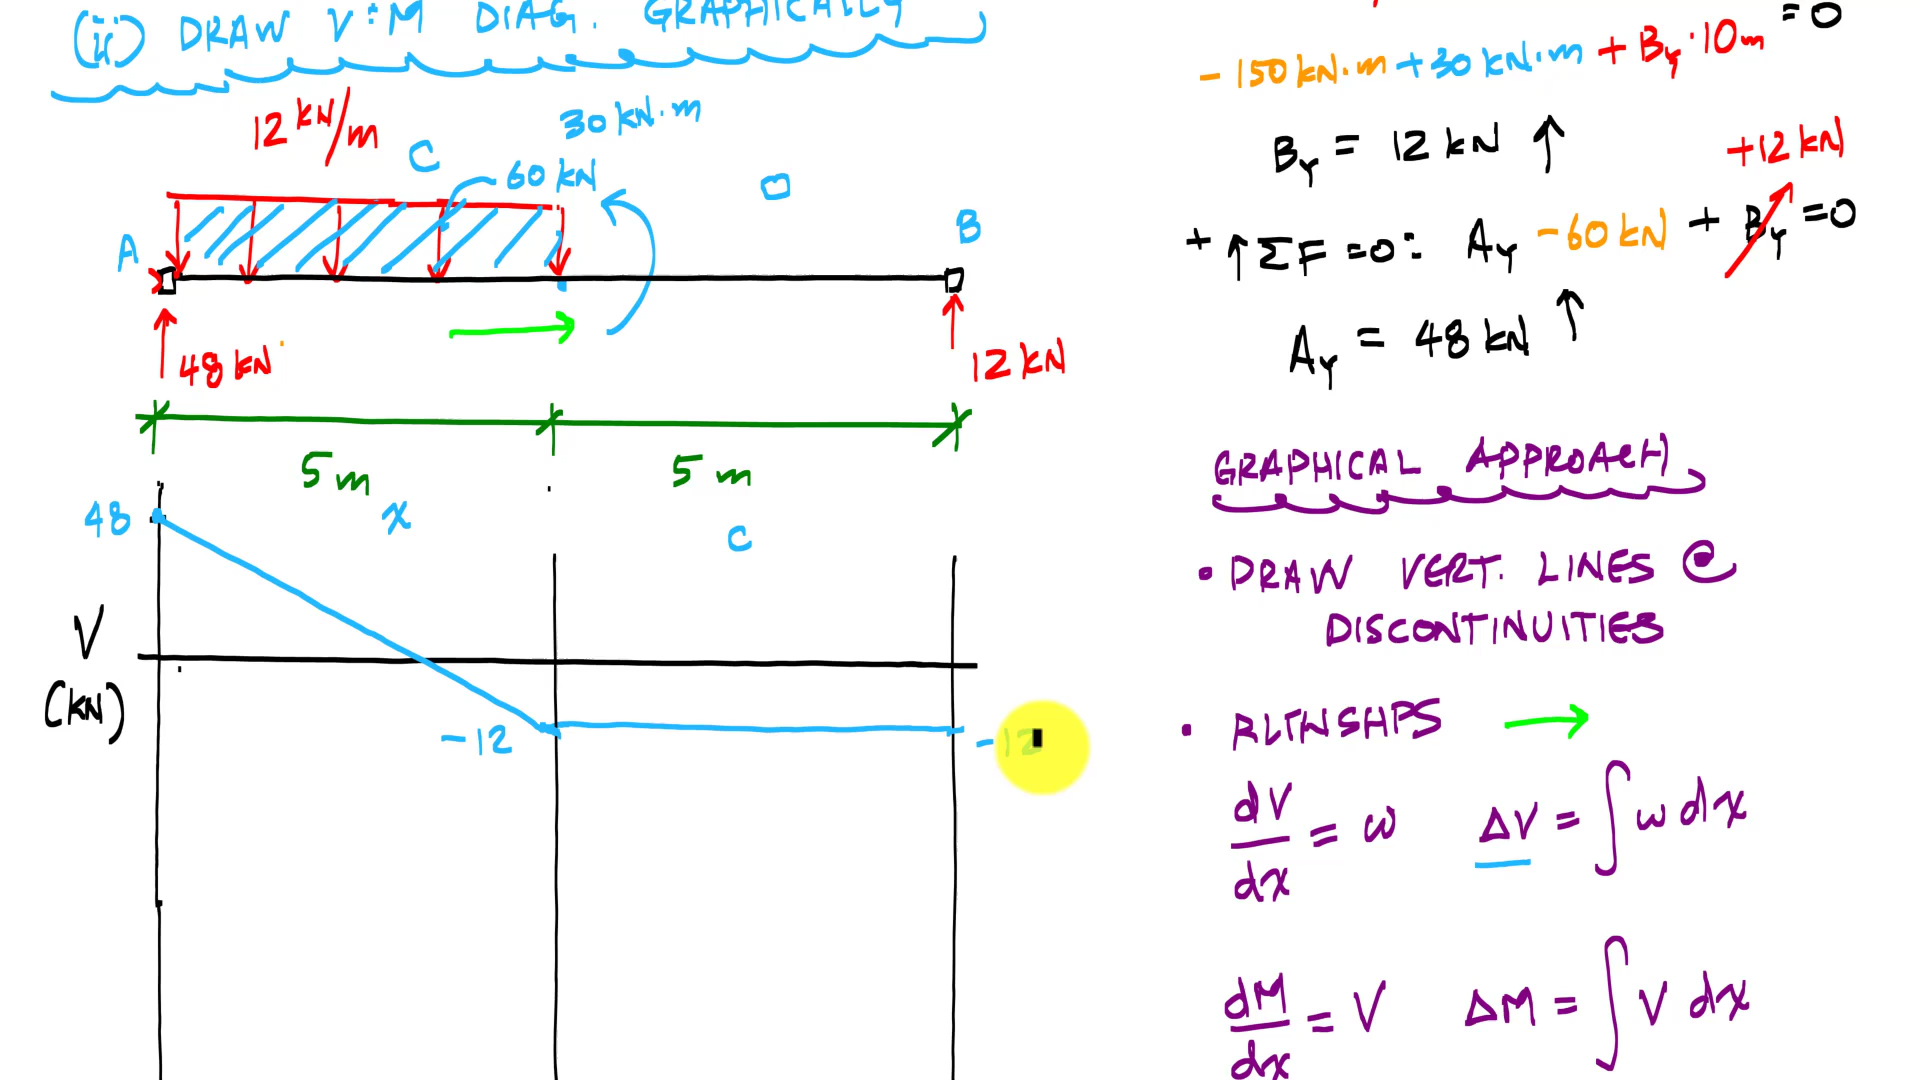 (ii) DRAW V & M DIAG. GRAPHICALLY
12 kN/m
C
30 kN·m
60 kN
A
B
48 kN
12 kN
5 m
5 m
48
x
C
V
(kN)
-12
-12
=0
-150 kN·m +30 kN·m + By·10m
By = 12 kN ↑
+12 kN
+↑ΣF=0: Ay -60 kN + By =0
Ay = 48 kN ↑
GRAPHICAL APPROACH
• DRAW VERT. LINES @
DISCONTINUITIES
• RLTNSHPS →
dV/dx = w ΔV = ∫ w dx
dM/dx = V ΔM = ∫ V dx